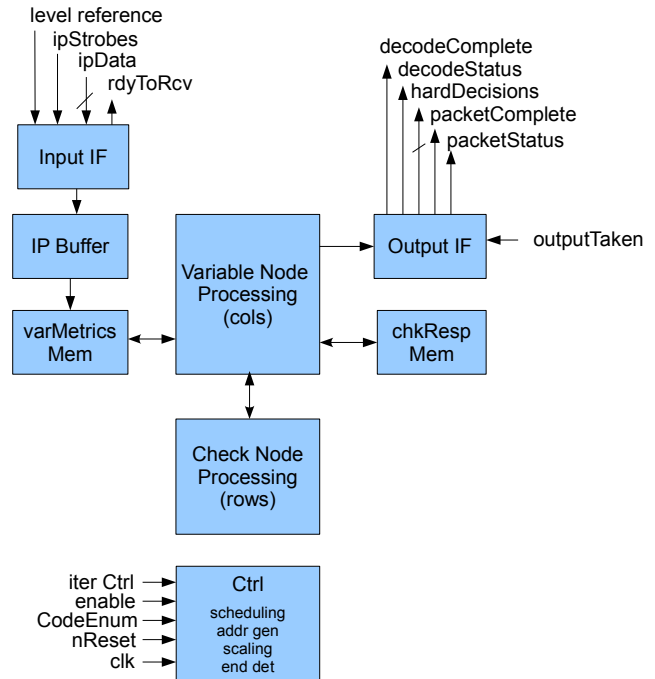 level reference
ipStrobes
ipData
rdyToRcv
decodeComplete
decodeStatus
hardDecisions
packetComplete
packetStatus
Input IF
IP Buffer
Variable Node
Processing
(cols)
Output IF
outputTaken
varMetrics
Mem
chkResp
Mem
Check Node
Processing
(rows)
iter Ctrl
enable
CodeEnum
nReset
clk
Ctrl
scheduling
addr gen
scaling
end det